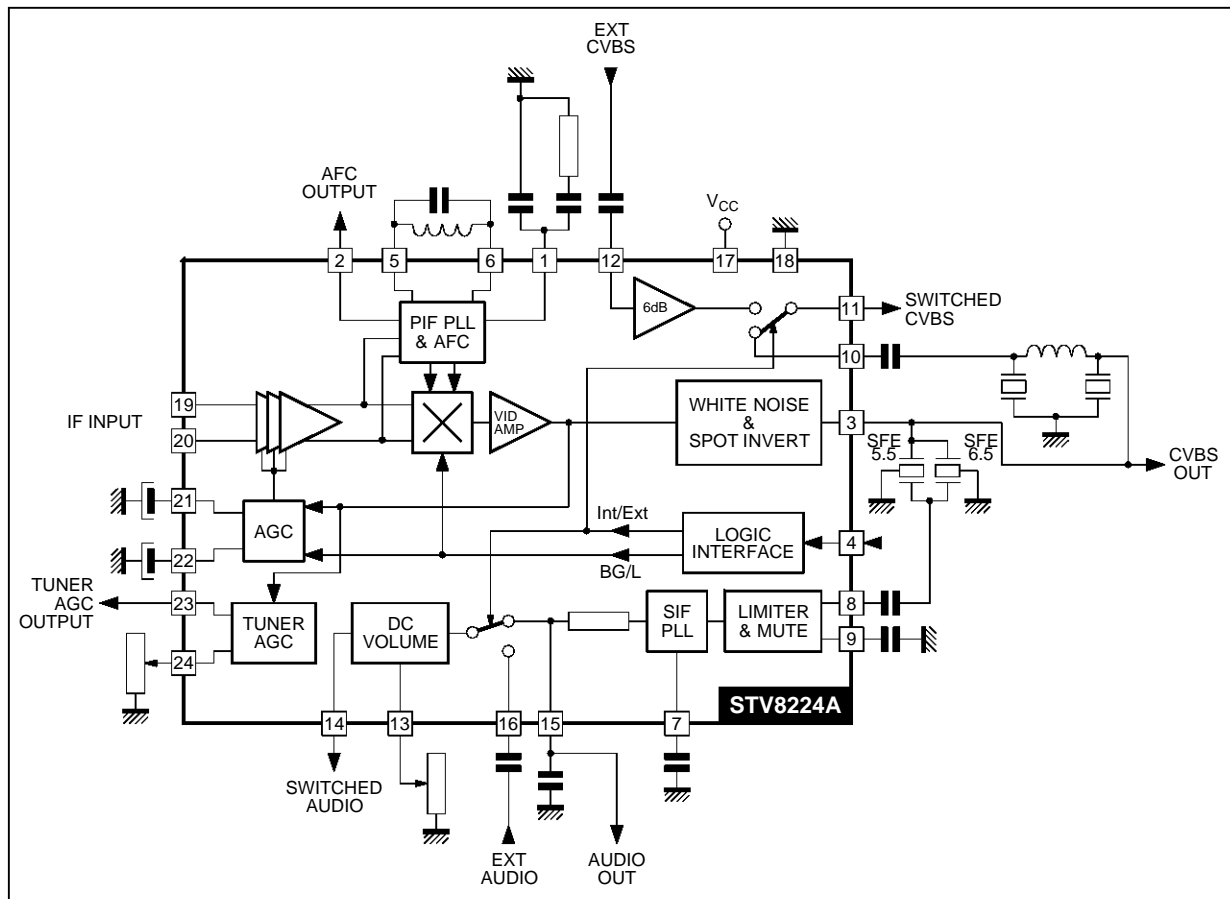 EXT
CVBS
AFC
OUTPUT
VCC
2
5
6
1
12
17
18
PIF PLL
& AFC
6dB
11
SWITCHED
CVBS
10
19
IF INPUT
20
VID
AMP
WHITE NOISE
&
SPOT INVERT
3
SFE
5.5
SFE
6.5
CVBS
OUT
21
AGC
22
Int/Ext
BG/L
LOGIC
INTERFACE
4
TUNER
AGC
OUTPUT
23
TUNER
AGC
24
DC
VOLUME
SIF
PLL
LIMITER
& MUTE
8
9
STV8224A
14
13
16
15
7
SWITCHED
AUDIO
EXT
AUDIO
AUDIO
OUT